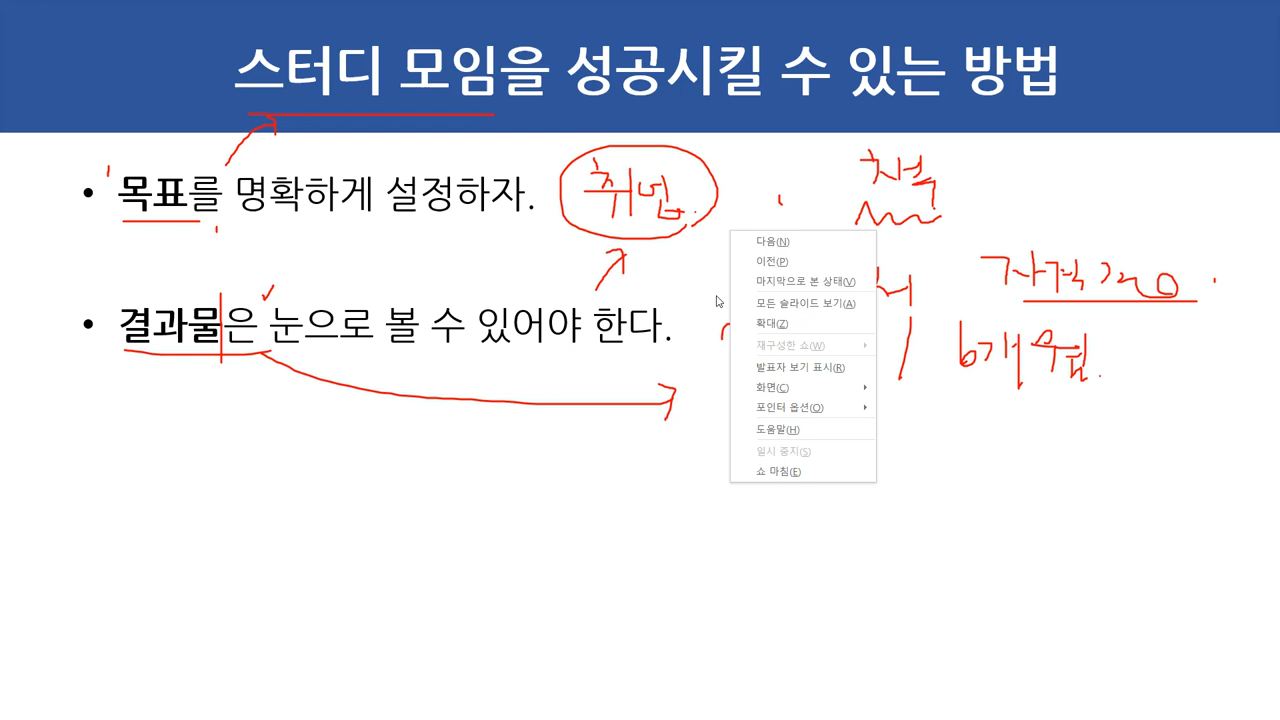 스터디 모임을 성공시킬 수 있는 방법
• 목표를 명확하게 설정하자.
취업.
• 결과물은 눈으로 볼 수 있어야 한다.
6개월.
다음(N)
이전(P)
마지막으로 본 상태(V)
모든 슬라이드 보기(A)
확대(Z)
재구성한 쇼(W)
발표자 보기 표시(R)
화면(C)
포인터 옵션(O)
도움말(H)
일시 중지(S)
쇼 마침(E)